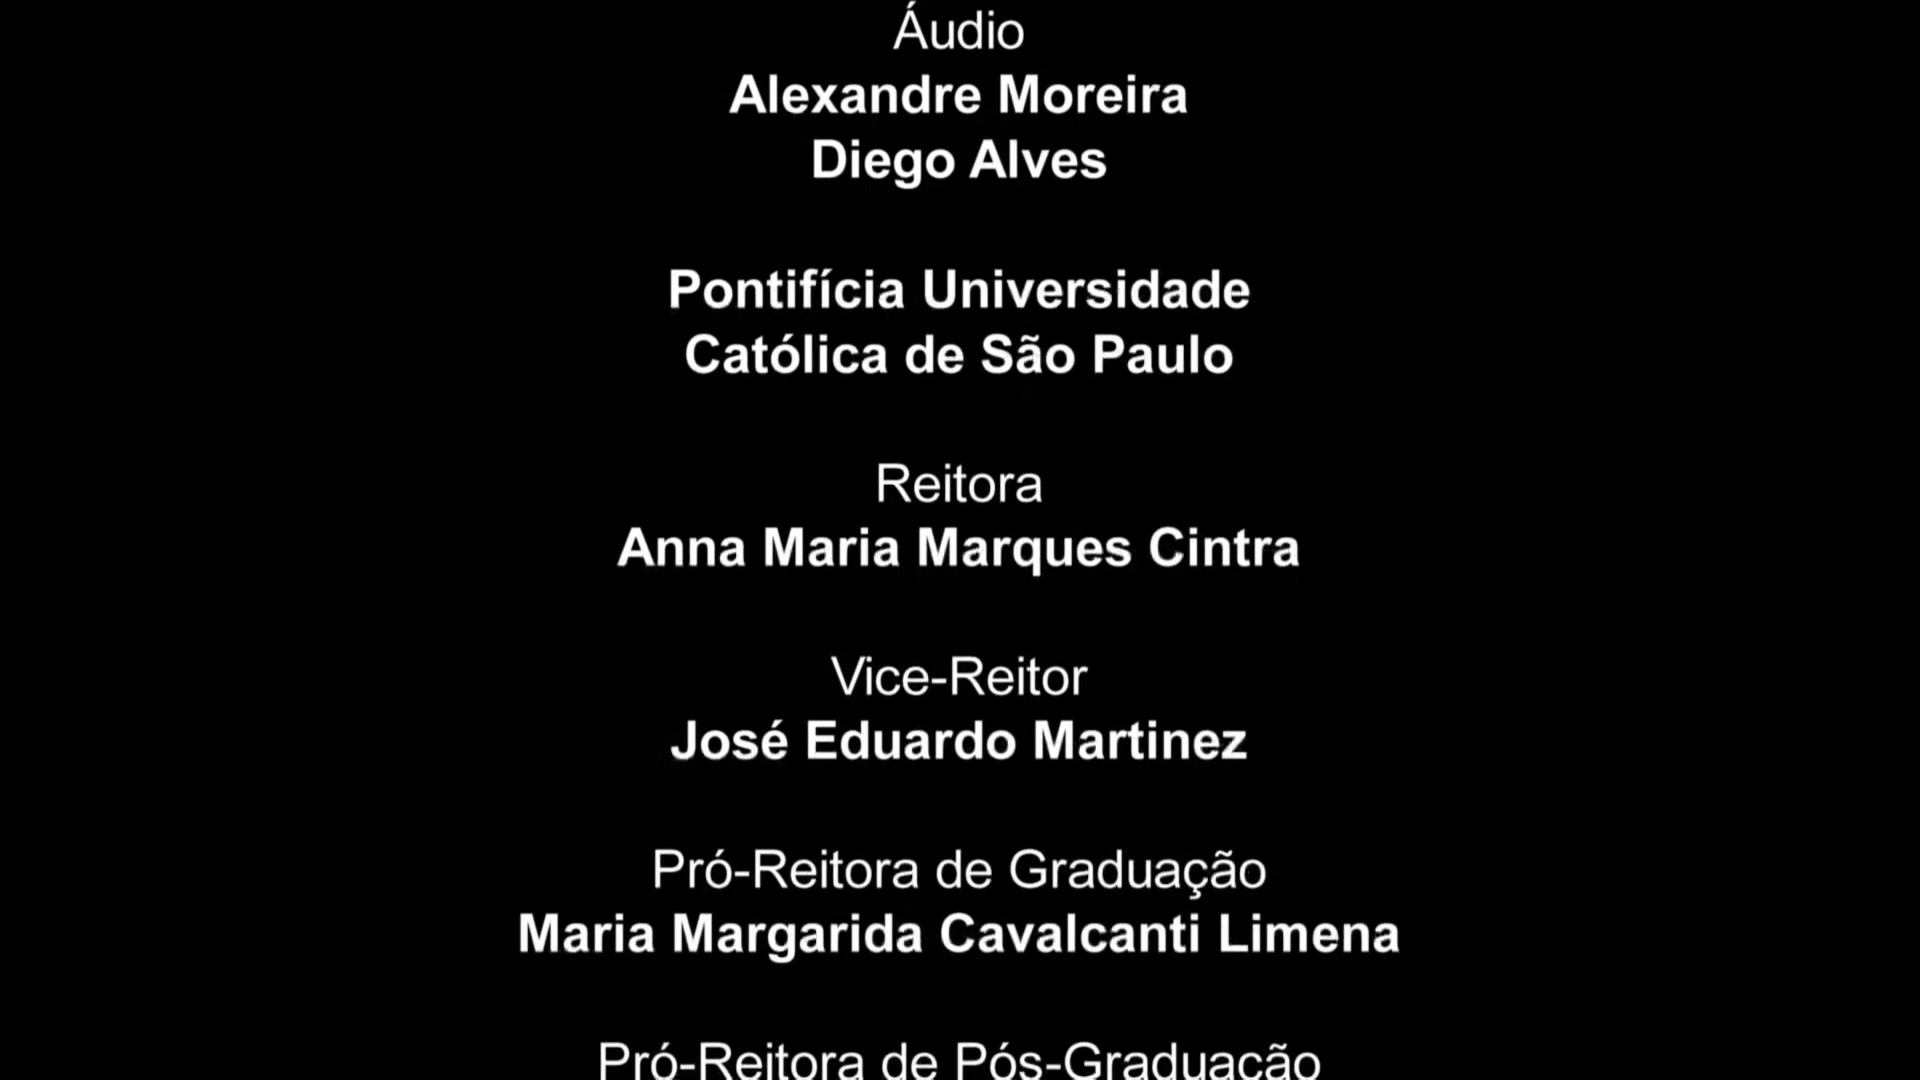 Áudio
Alexandre Moreira
Diego Alves
Pontifícia Universidade
Católica de São Paulo
Reitora
Anna Maria Marques Cintra
Vice-Reitor
José Eduardo Martinez
Pró-Reitora de Graduação
Maria Margarida Cavalcanti Limena
Pró-Reitora de Pós-Graduação